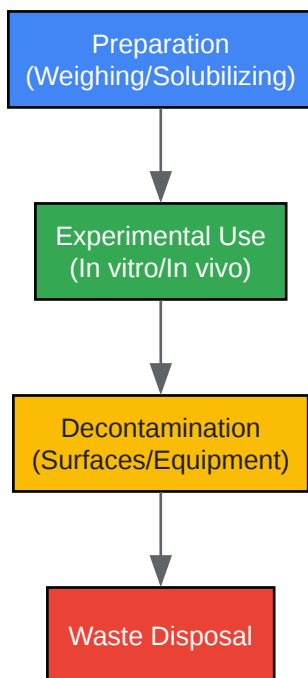 Preparation
(Weighing/Solubilizing)
Experimental Use
(In vitro/In vivo)
Decontamination
(Surfaces/Equipment)
Waste Disposal